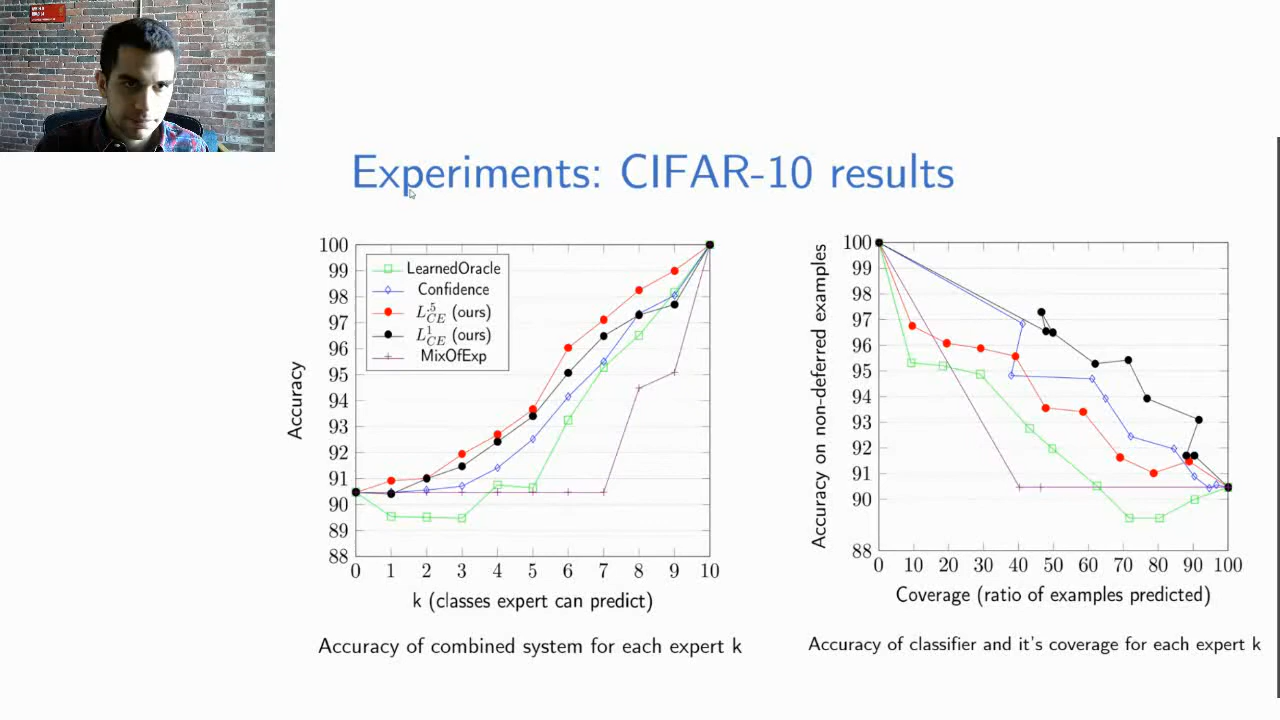 Experiments: CIFAR-10 results
100
99
98
97
96
95
94
93
92
91
90
89
88
Accuracy
LearnedOracle
Confidence
L_{CE}^{.5} (ours)
L_{CE}^{1} (ours)
MixOfExp
0 1 2 3 4 5 6 7 8 9 10
k (classes expert can predict)
Accuracy of combined system for each expert k
100
99
98
97
96
95
94
93
92
91
90
88
Accuracy on non-deferred examples
0 10 20 30 40 50 60 70 80 90 100
Coverage (ratio of examples predicted)
Accuracy of classifier and it's coverage for each expert k